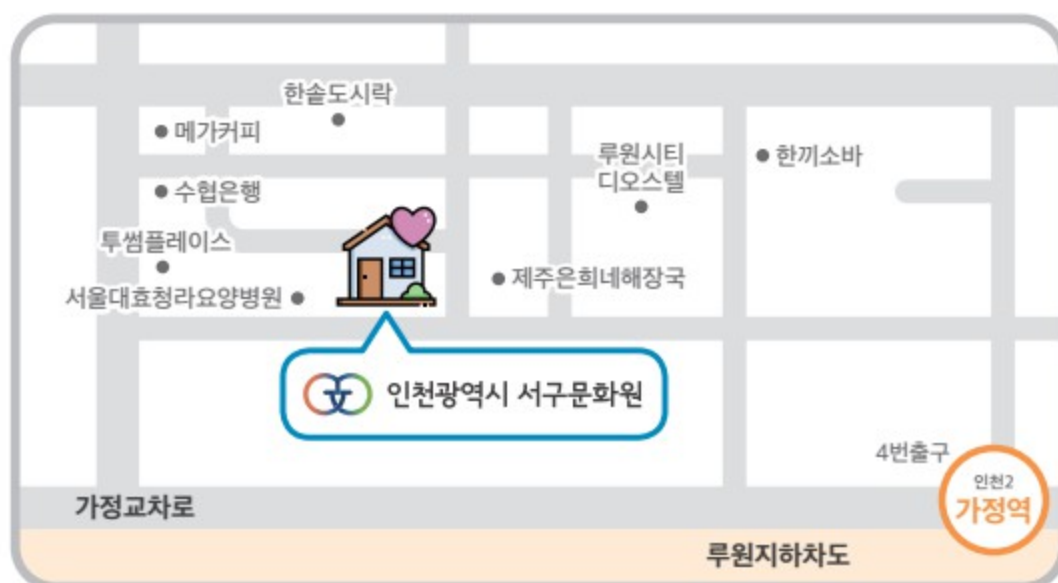 한솥도시락
메가커피
루원시티
디오스텔
한끼소바
수협은행
투썸플레이스
제주은희네해장국
서울대효청라요양병원
인천광역시 서구문화원
4번출구
인천2
가정역
가정교차로
루원지하차도